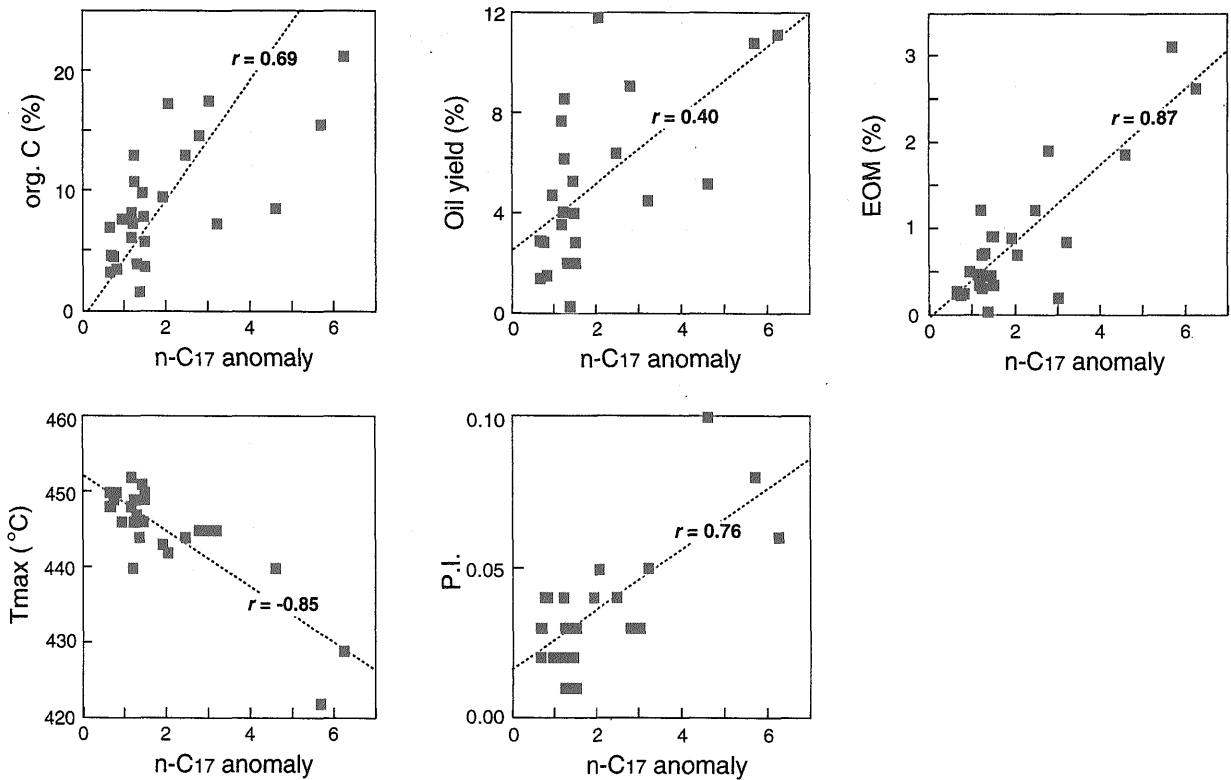 20
10
0
org. C (%)
r = 0.69
0 2 4 6
n-C17 anomaly
12
8
4
0
Oil yield (%)
r = 0.40
0 2 4 6
n-C17 anomaly
3
2
1
0
EOM (%)
r = 0.87
0 2 4 6
n-C17 anomaly
460
450
440
430
420
Tmax (°C)
r = -0.85
0 2 4 6
n-C17 anomaly
0.10
0.05
0.00
P.I.
r = 0.76
0 2 4 6
n-C17 anomaly